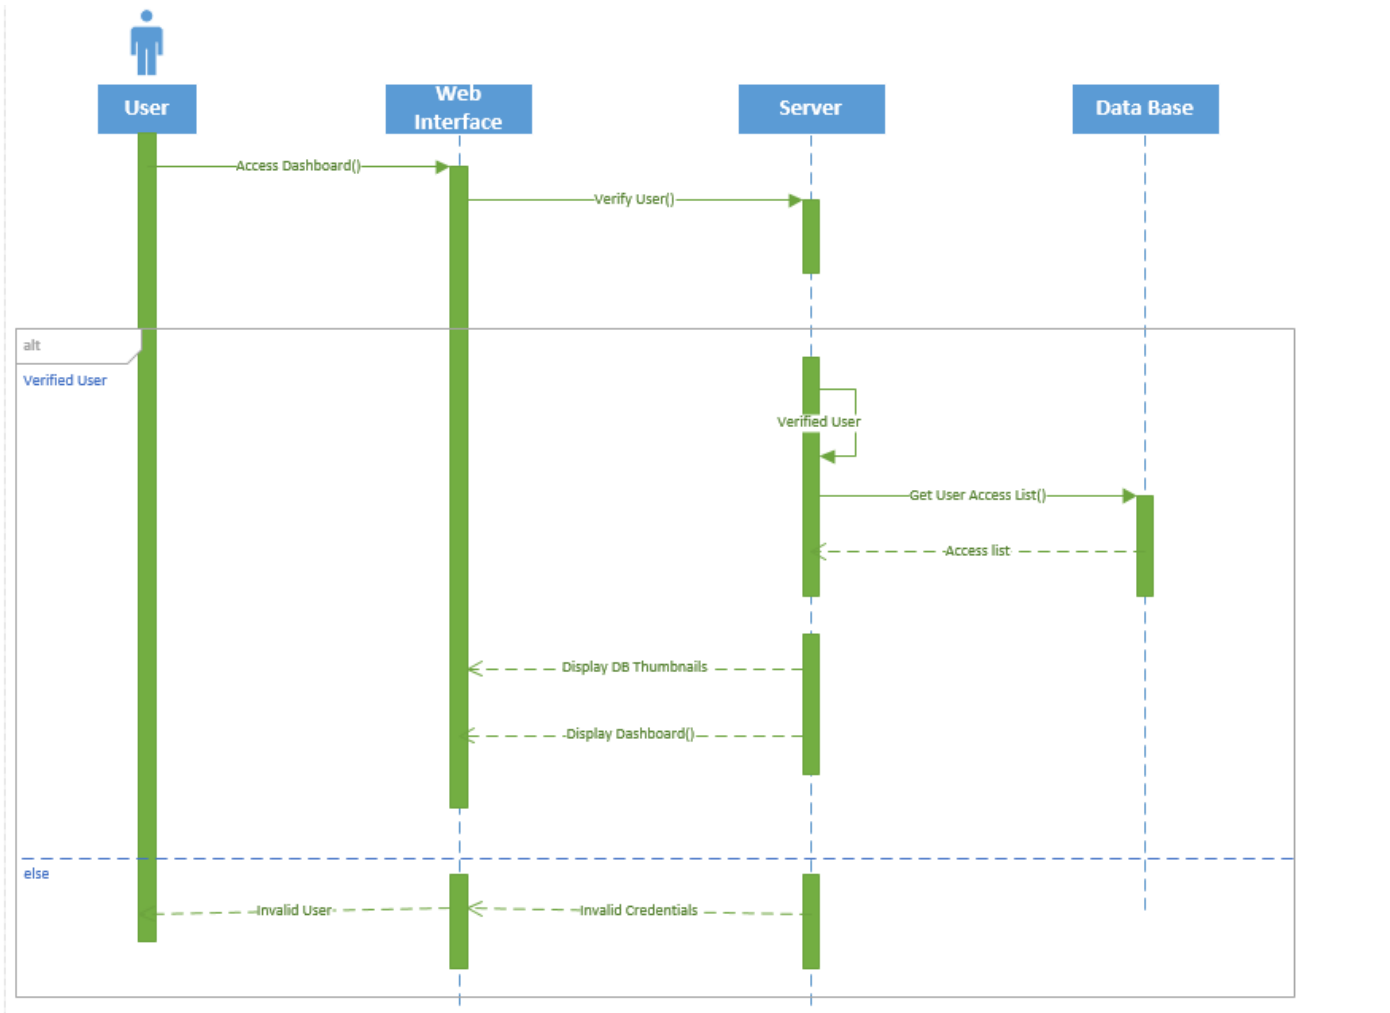 User
Web
Interface
Server
Data Base
Access Dashboard()
Verify User()
alt
Verified User
Verified User
Get User Access List()
Access list
Display DB Thumbnails
Display Dashboard()
else
Invalid User
Invalid Credentials